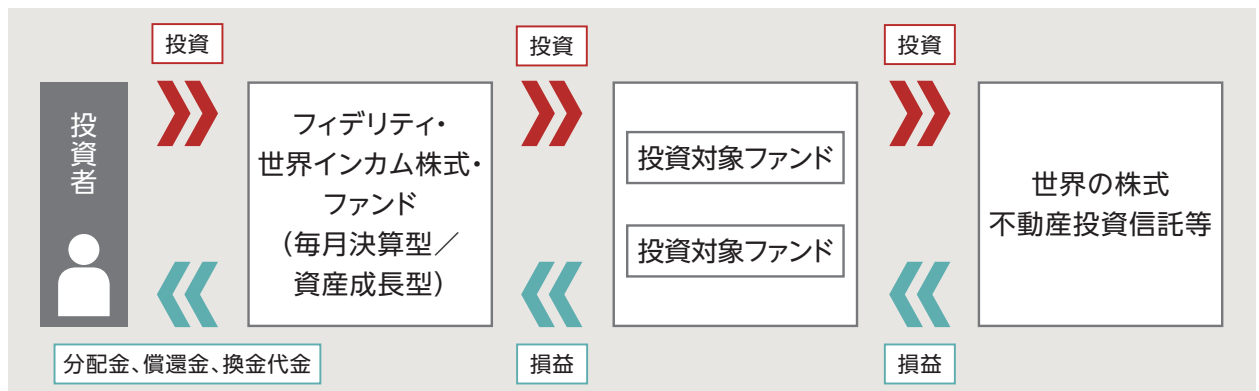 投資
投資
投資
投資者
フィデリティ・
世界インカム株式・
ファンド
（毎月決算型／
資産成長型）
投資対象ファンド
投資対象ファンド
世界の株式
不動産投資信託等
分配金、償還金、換金代金
損益
損益